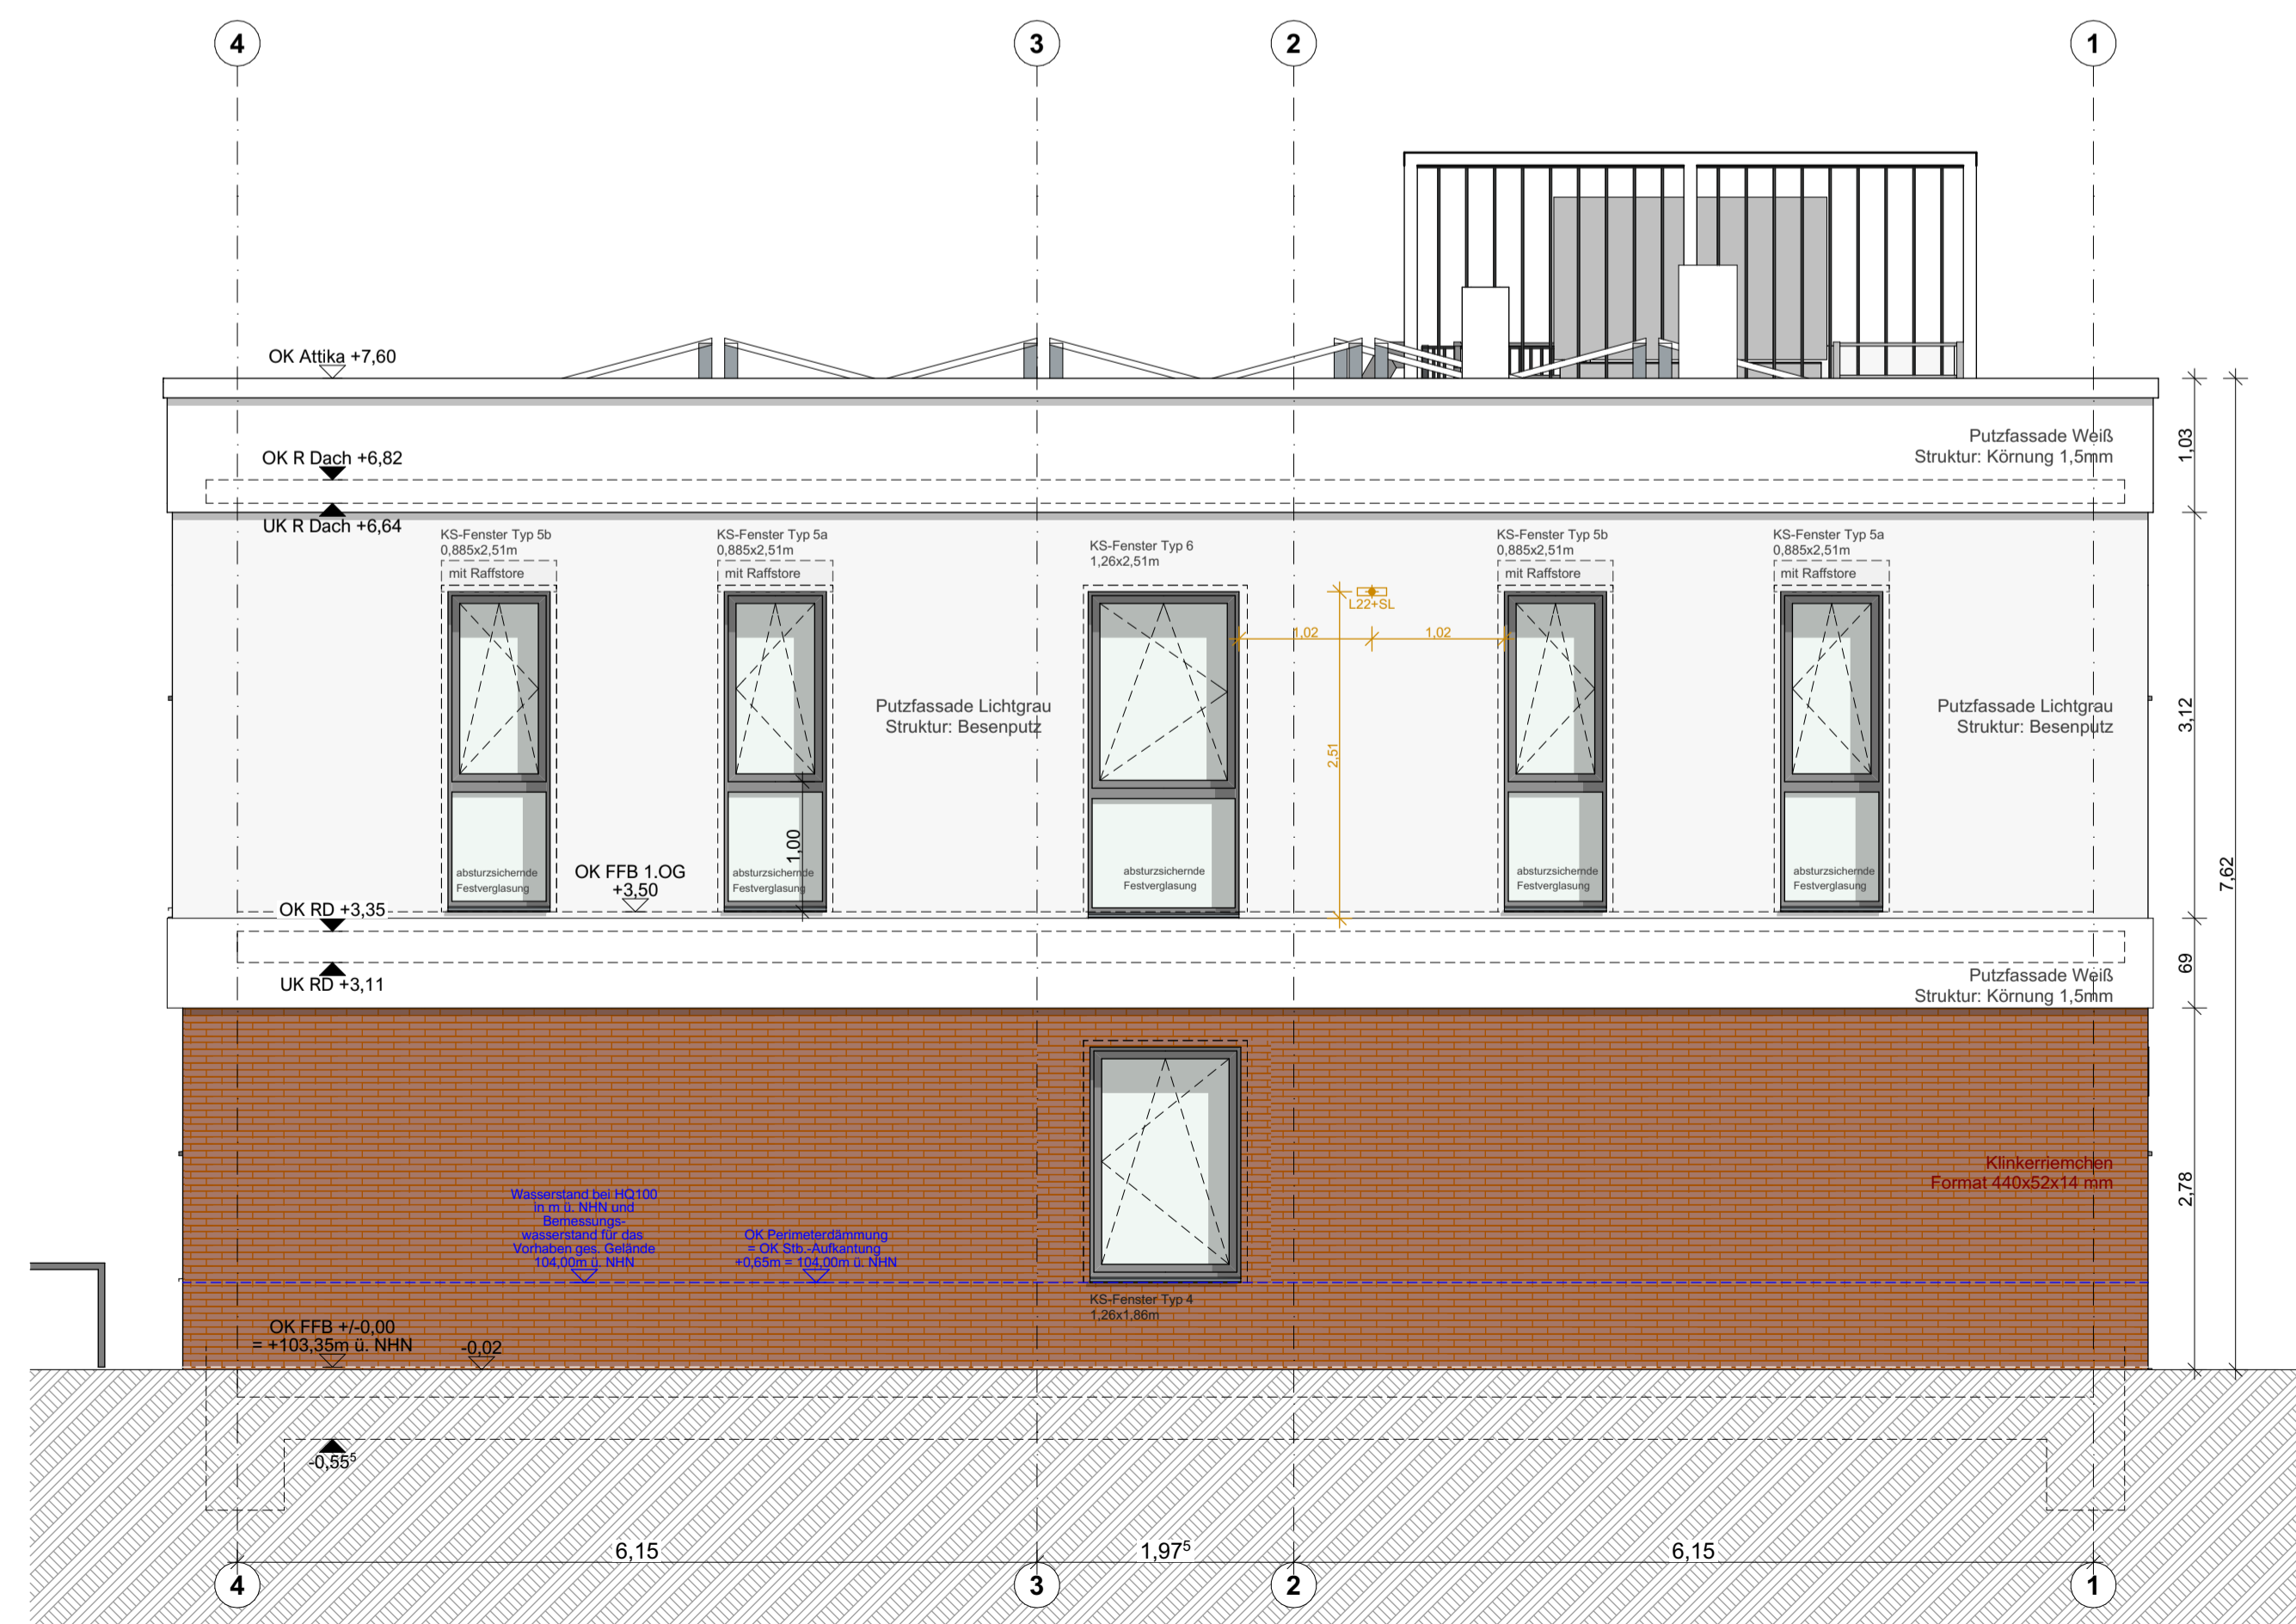 4
3
2
1
OK Attika +7,60
Putzfassade Weiß
Struktur: Körnung 1,5mm
1,03
OK R Dach +6,82
UK R Dach +6,64
KS-Fenster Typ 5b
0,885x2,51m
mit Raffstore
KS-Fenster Typ 5a
0,885x2,51m
mit Raffstore
KS-Fenster Typ 6
1,26x2,51m
L22+SL
1,02
1,02
2,51
KS-Fenster Typ 5b
0,885x2,51m
mit Raffstore
KS-Fenster Typ 5a
0,885x2,51m
mit Raffstore
Putzfassade Lichtgrau
Struktur: Besenputz
Putzfassade Lichtgrau
Struktur: Besenputz
3,12
absturzsichernde
Festverglasung
OK FFB 1.OG
+3,50
absturzsichernde
Festverglasung
1,00
absturzsichernde
Festverglasung
absturzsichernde
Festverglasung
absturzsichernde
Festverglasung
7,62
OK RD +3,35
UK RD +3,11
Putzfassade Weiß
Struktur: Körnung 1,5mm
69
Klinkerriemchen
Format 440x52x14 mm
2,78
Wasserstand bei HQ100
in m ü. NHN und
Bemessungs-
wasserstand für das
Vorhaben ges. Gelände
104,00m ü. NHN
OK Perimeterdämmung
= OK Stb.-Aufkantung
+0,65m = 104,00m ü. NHN
KS-Fenster Typ 4
1,26x1,86m
OK FFB +/-0,00
= +103,35m ü. NHN
-0,02
-0,55⁵
6,15
1,97⁵
6,15
4
3
2
1